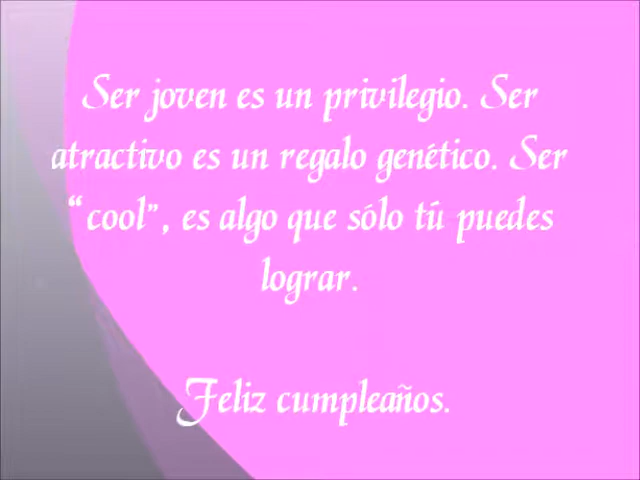 Ser joven es un privilegio. Ser
atractivo es un regalo genético. Ser
“cool”, es algo que sólo tú puedes
lograr.
Feliz cumpleaños.